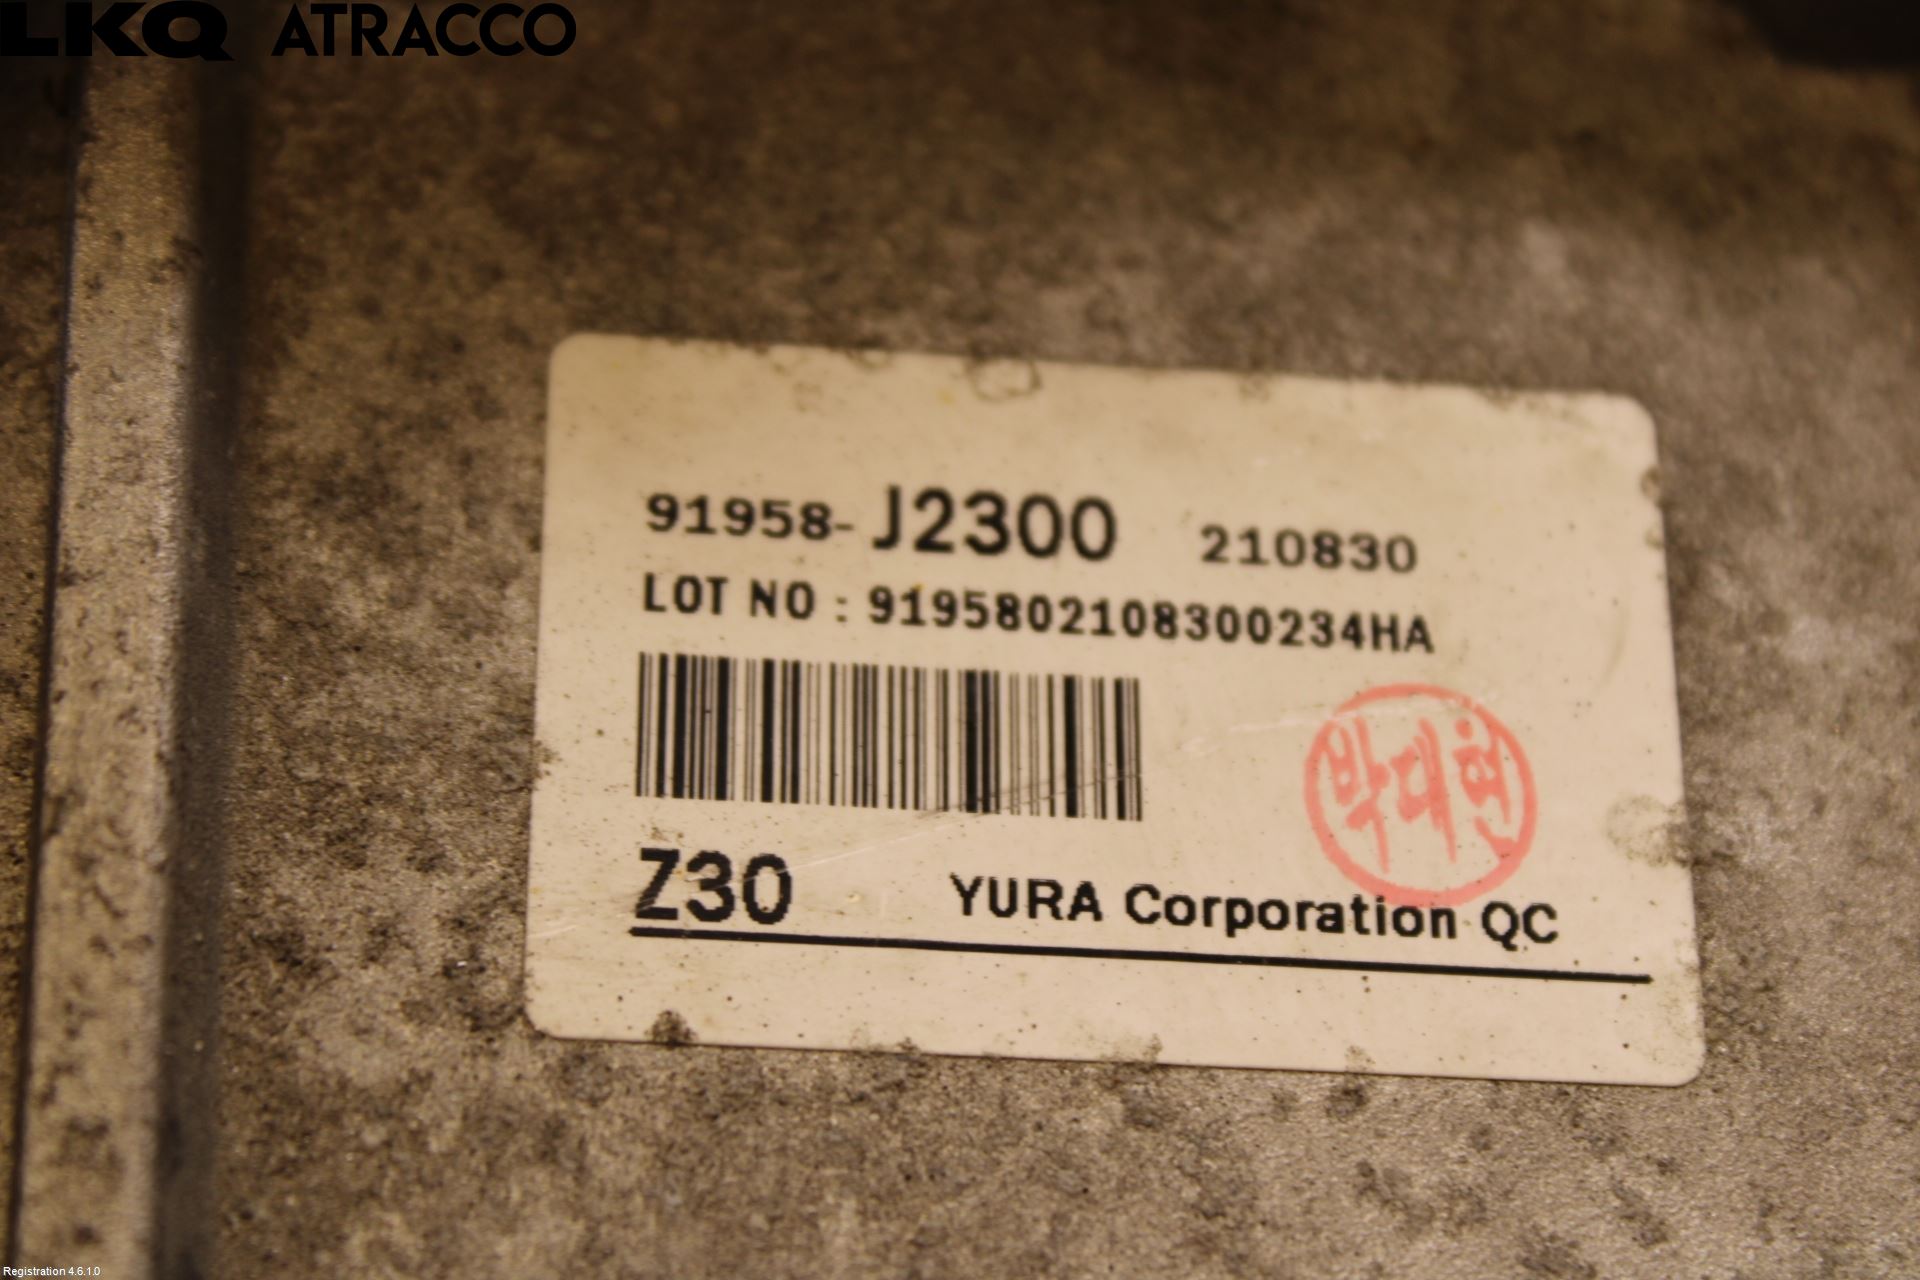 LKQ ATRACCO
91958-J2300 210830
LOT NO : 9195802108300234HA
박대현
Z30 YURA Corporation QC
Registration 4.6.1.0